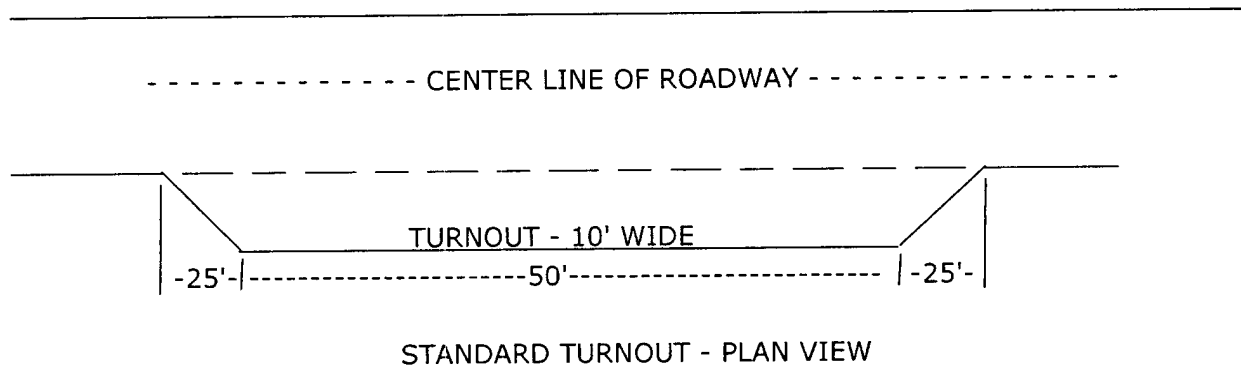 - - - - - - - - - - - - - CENTER LINE OF ROADWAY - - - - - - - - - - - - - - -
TURNOUT - 10' WIDE
-25'-|-----------------------50'-------------------------- | -25'-
STANDARD TURNOUT - PLAN VIEW